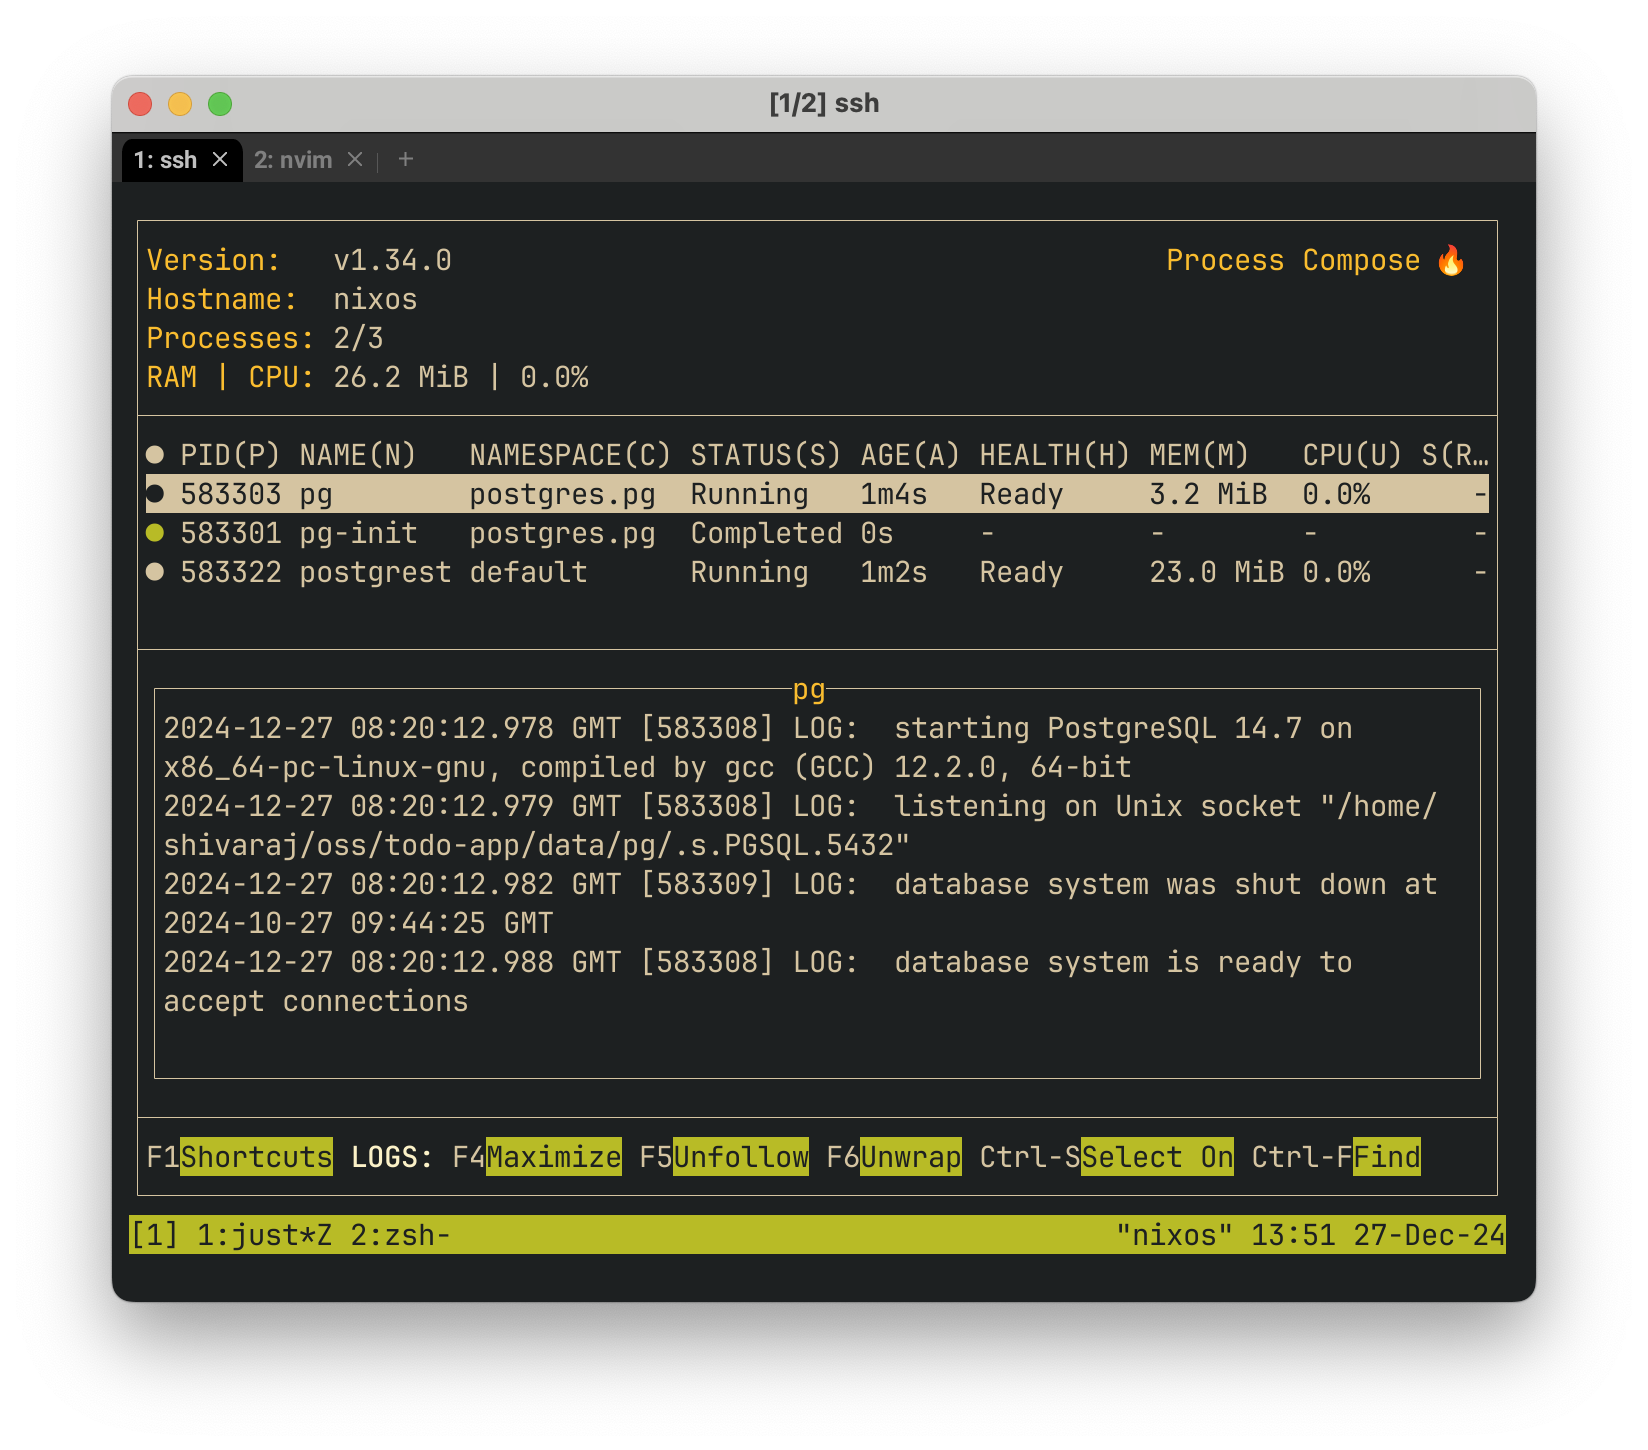 [1/2] ssh
1: ssh × 2: nvim × | +
Version: v1.34.0 Process Compose 🔥
Hostname: nixos
Processes: 2/3
RAM | CPU: 26.2 MiB | 0.0%
● PID(P) NAME(N) NAMESPACE(C) STATUS(S) AGE(A) HEALTH(H) MEM(M) CPU(U) S(R…
● 583303 pg postgres.pg Running 1m4s Ready 3.2 MiB 0.0% -
● 583301 pg-init postgres.pg Completed 0s - - - -
● 583322 postgrest default Running 1m2s Ready 23.0 MiB 0.0% -
pg
2024-12-27 08:20:12.978 GMT [583308] LOG:  starting PostgreSQL 14.7 on
x86_64-pc-linux-gnu, compiled by gcc (GCC) 12.2.0, 64-bit
2024-12-27 08:20:12.979 GMT [583308] LOG:  listening on Unix socket "/home/
shivaraj/oss/todo-app/data/pg/.s.PGSQL.5432"
2024-12-27 08:20:12.982 GMT [583309] LOG:  database system was shut down at
2024-10-27 09:44:25 GMT
2024-12-27 08:20:12.988 GMT [583308] LOG:  database system is ready to
accept connections
F1Shortcuts LOGS: F4Maximize F5Unfollow F6Unwrap Ctrl-SSelect On Ctrl-FFind
[1] 1:just*Z 2:zsh- "nixos" 13:51 27-Dec-24